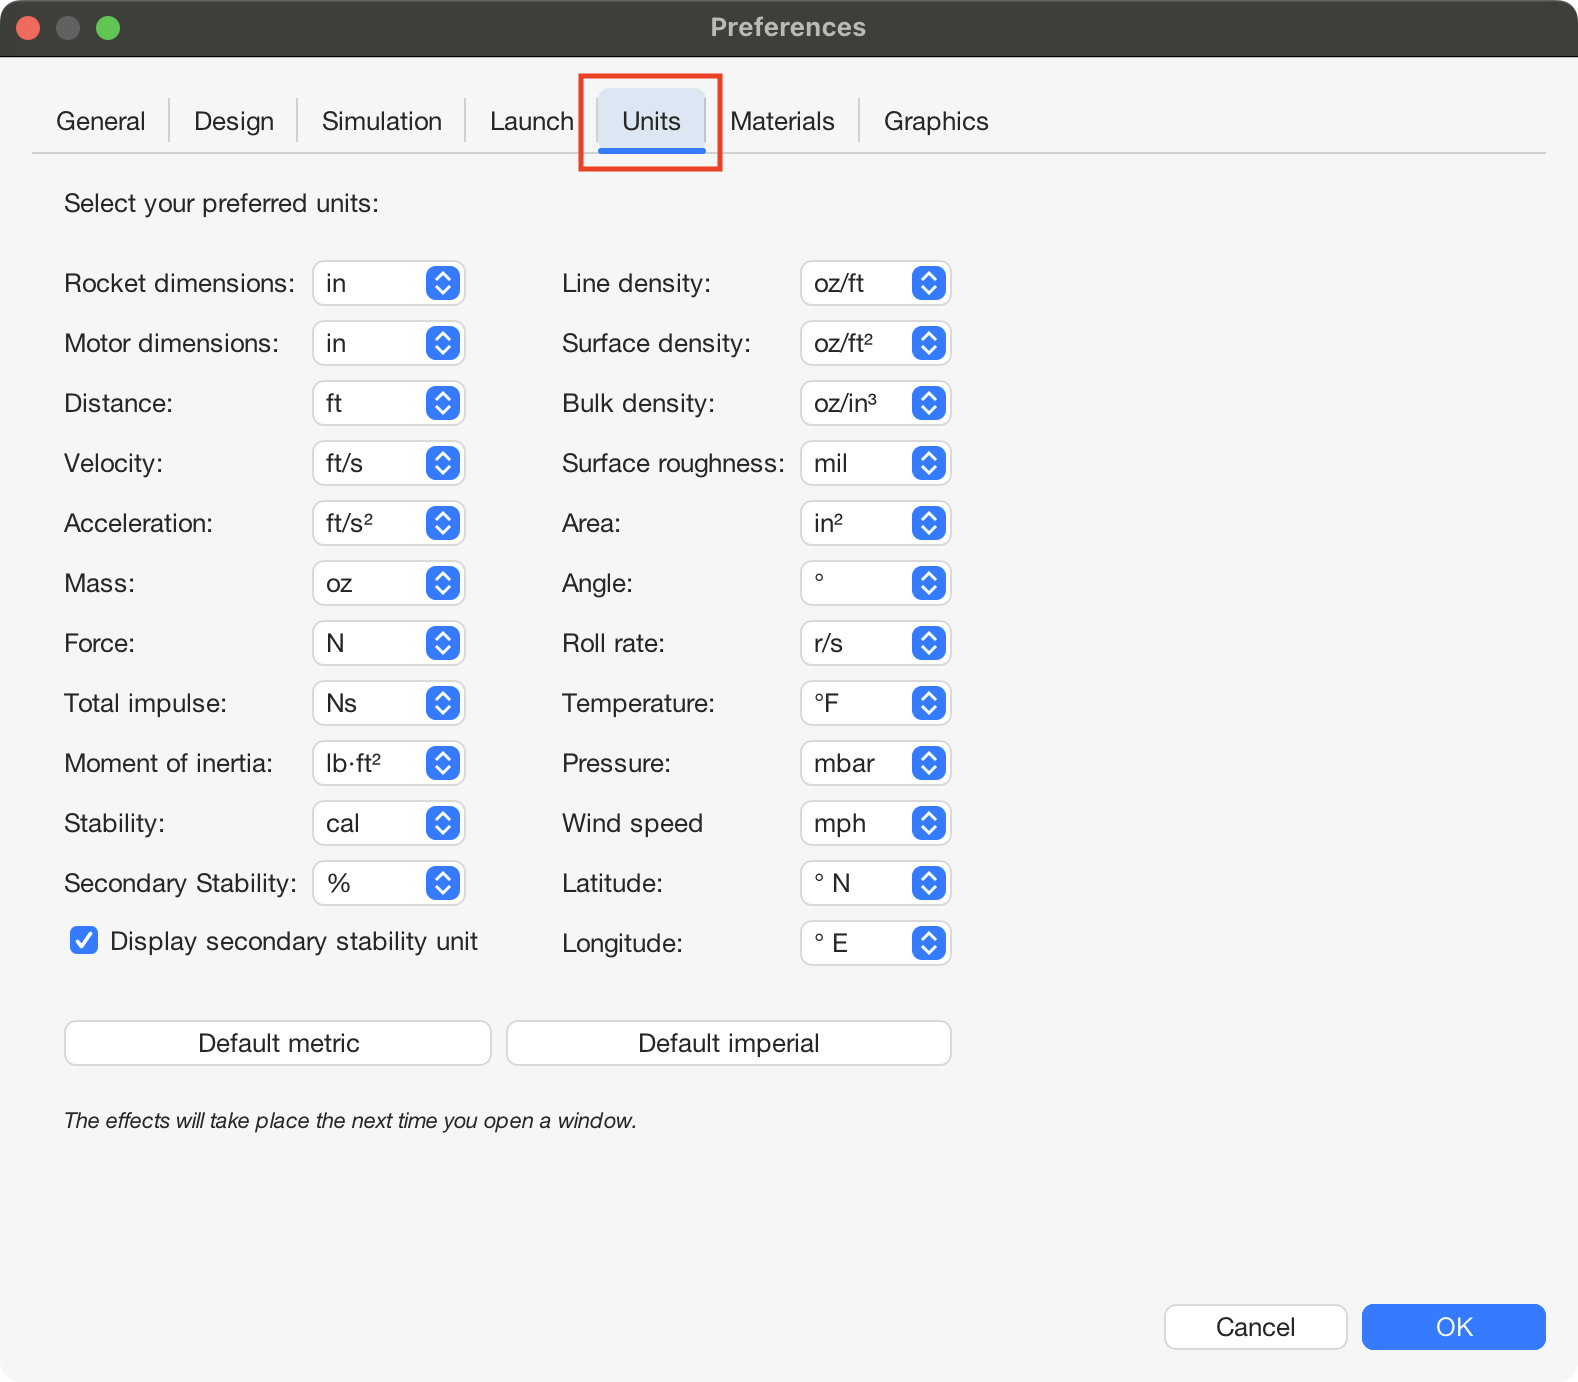 Preferences
General Design Simulation Launch Units Materials Graphics
Select your preferred units:
Rocket dimensions: in Line density: oz/ft
Motor dimensions: in Surface density: oz/ft²
Distance: ft Bulk density: oz/in³
Velocity: ft/s Surface roughness: mil
Acceleration: ft/s² Area: in²
Mass: oz Angle: °
Force: N Roll rate: r/s
Total impulse: Ns Temperature: °F
Moment of inertia: lb·ft² Pressure: mbar
Stability: cal Wind speed mph
Secondary Stability: % Latitude: ° N
Display secondary stability unit Longitude: ° E
Default metric Default imperial
The effects will take place the next time you open a window.
Cancel OK